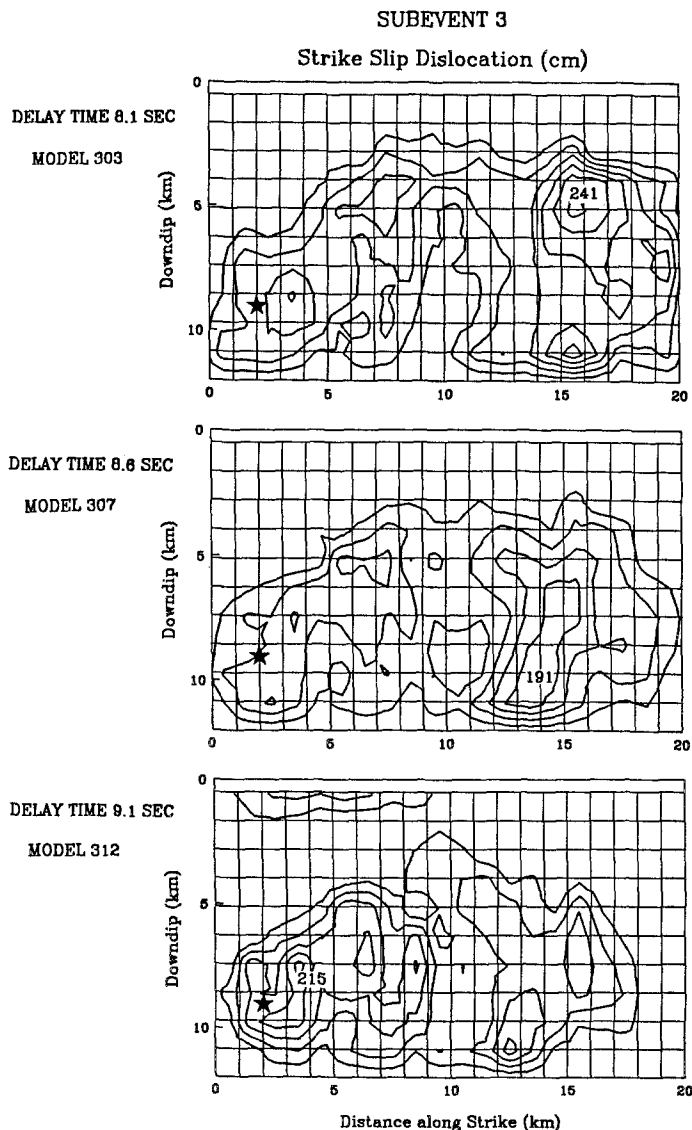 SUBEVENT 3
Strike Slip Dislocation (cm)
DELAY TIME 8.1 SEC
MODEL 303
0
5
10
Downdip (km)
241
0 5 10 15 20
DELAY TIME 8.6 SEC
MODEL 307
0
5
10
Downdip (km)
191
0 5 10 15 20
DELAY TIME 9.1 SEC
MODEL 312
0
5
10
Downdip (km)
215
0 5 10 15 20
Distance along Strike (km)